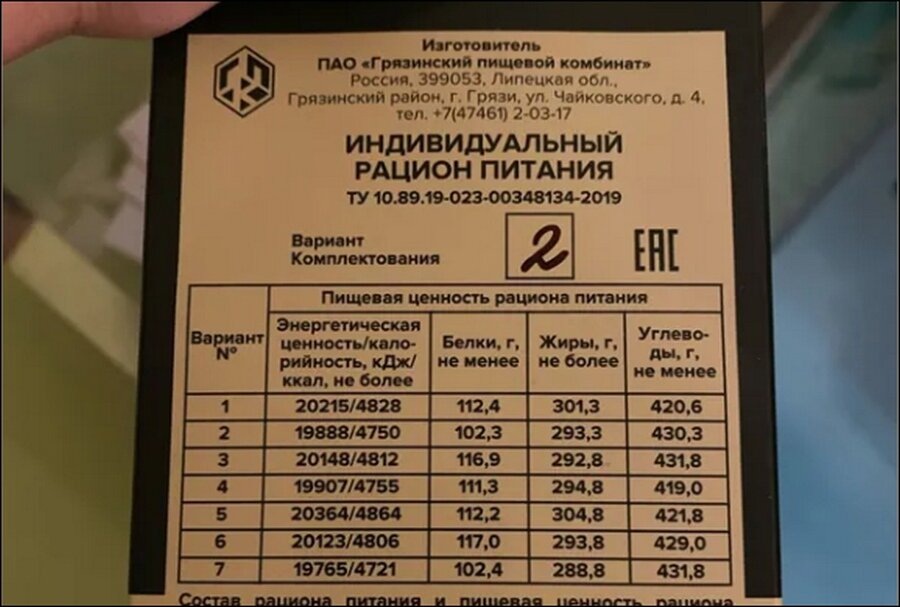 Изготовитель
ПАО «Грязинский пищевой комбинат»
Россия, 399053, Липецкая обл.,
Грязинский район, г. Грязи, ул. Чайковского, д. 4,
тел. +7(47461) 2-03-17
ИНДИВИДУАЛЬНЫЙ
РАЦИОН ПИТАНИЯ
ТУ 10.89.19-023-00348134-2019
Вариант
Комплектования
2
ЕАС
Пищевая ценность рациона питания
Вариант
№
Энергетическая
ценность/кало-
рийность, кДж/
ккал, не более
Белки, г,
не менее
Жиры, г,
не более
Углево-
ды, г,
не менее
1 20215/4828 112,4 301,3 420,6
2 19888/4750 102,3 293,3 430,3
3 20148/4812 116,9 292,8 431,8
4 19907/4755 111,3 294,8 419,0
5 20364/4864 112,2 304,8 421,8
6 20123/4806 117,0 293,8 429,0
7 19765/4721 102,4 288,8 431,8
Состав рациона питания и пищевая ценность рациона